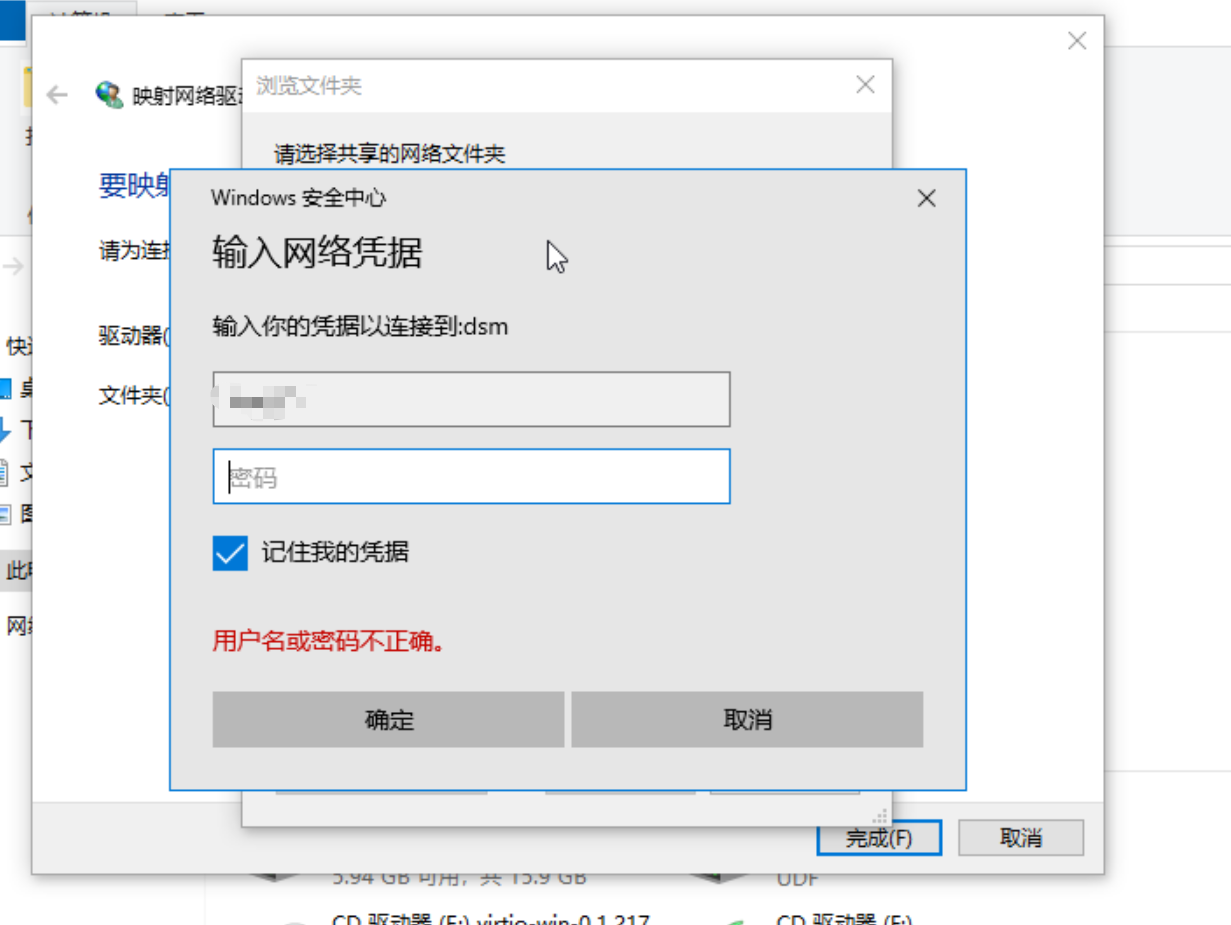 映射网络驱动
浏览文件夹
请选择共享的网络文件夹
要映射
Windows 安全中心
输入网络凭据
请为连接
输入你的凭据以连接到:dsm
驱动器(
文件夹(
密码
记住我的凭据
用户名或密码不正确。
确定
取消
完成(F)
取消
快速
桌
下
文
图
此电
网络
5.94 GB 可用，共 15.9 GB
UDF
CD 驱动器 (E:) virtio-win-0.1.217
CD 驱动器 (F:)